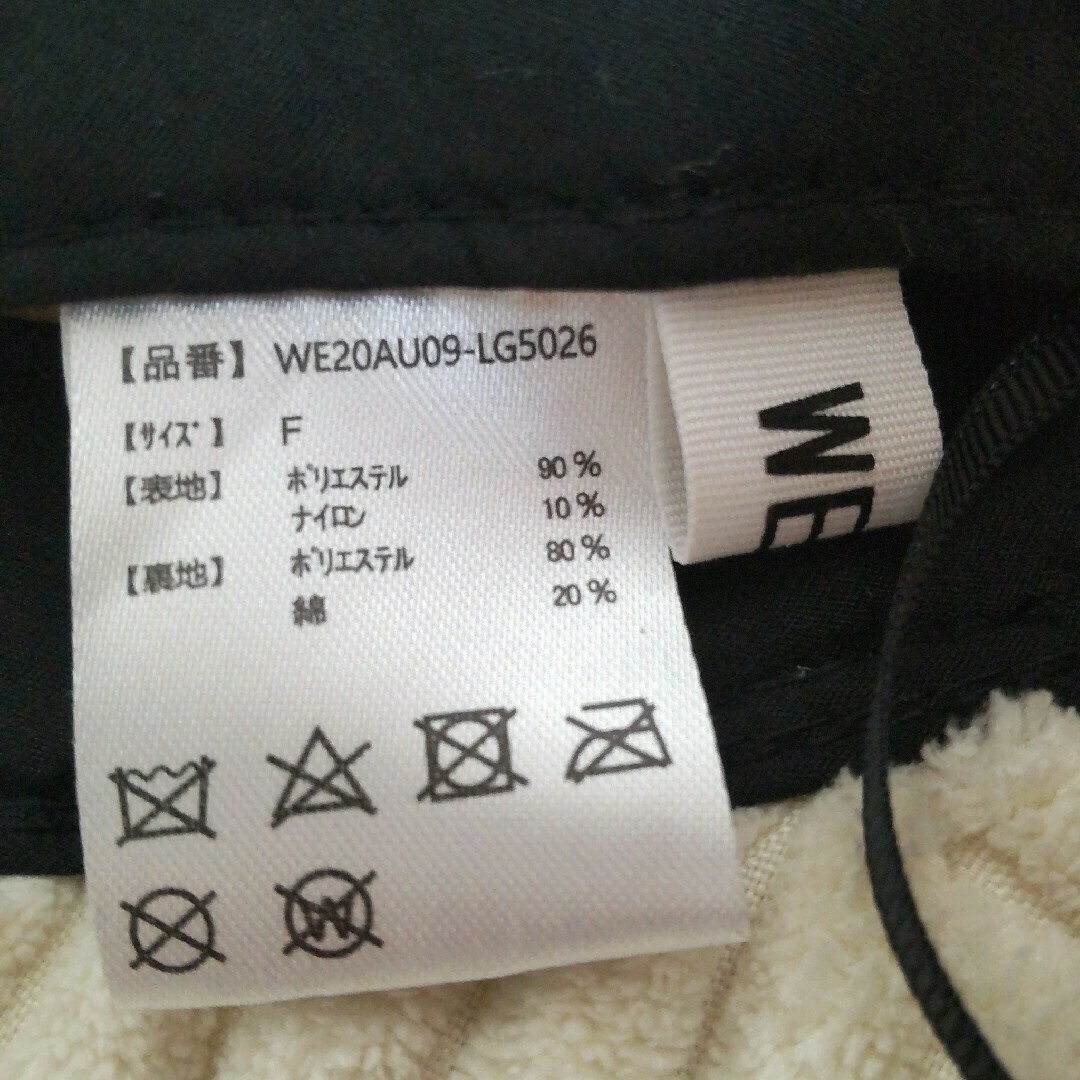 【品番】 WE20AU09-LG5026
【ｻｲｽﾞ】 F
【表地】 ポリエステル 90%
ナイロン 10%
【裏地】 ポリエステル 80%
綿 20%
W
WE